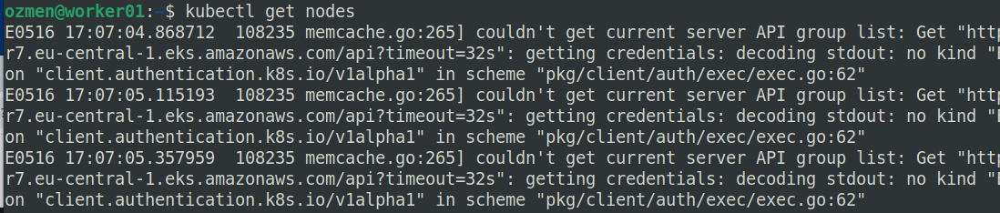 ozmen@worker01:~$ kubectl get nodes
E0516 17:07:04.868712  108235 memcache.go:265] couldn't get current server API group list: Get "http
r7.eu-central-1.eks.amazonaws.com/api?timeout=32s": getting credentials: decoding stdout: no kind "E
on "client.authentication.k8s.io/v1alpha1" in scheme "pkg/client/auth/exec/exec.go:62"
E0516 17:07:05.115193  108235 memcache.go:265] couldn't get current server API group list: Get "http
r7.eu-central-1.eks.amazonaws.com/api?timeout=32s": getting credentials: decoding stdout: no kind "E
on "client.authentication.k8s.io/v1alpha1" in scheme "pkg/client/auth/exec/exec.go:62"
E0516 17:07:05.357959  108235 memcache.go:265] couldn't get current server API group list: Get "http
r7.eu-central-1.eks.amazonaws.com/api?timeout=32s": getting credentials: decoding stdout: no kind "E
on "client.authentication.k8s.io/v1alpha1" in scheme "pkg/client/auth/exec/exec.go:62"